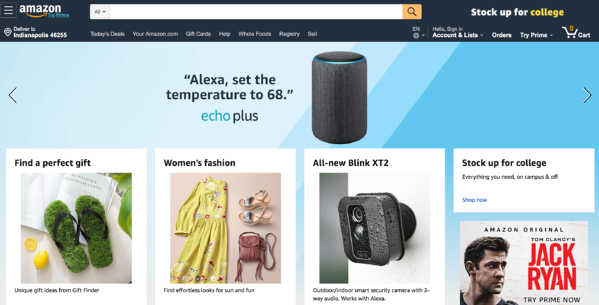 amazon
Try Prime
All
Stock up for college
Deliver to
Indianapolis 46255
Today's Deals Your Amazon.com Gift Cards Help Whole Foods Registry Sell
EN
Hello, Sign in
Account & Lists
Orders
Try Prime
0
Cart
“Alexa, set the
temperature to 68.”
echo plus
Find a perfect gift
Unique gift ideas from Gift Finder
Women's fashion
Find effortless looks for sun and fun
All-new Blink XT2
Outdoor/indoor smart security camera with 2-
way audio. Works with Alexa.
Stock up for college
Everything you need, on campus & off
Shop now
AMAZON ORIGINAL
TOM CLANCY'S
JACK
RYAN
TRY PRIME NOW